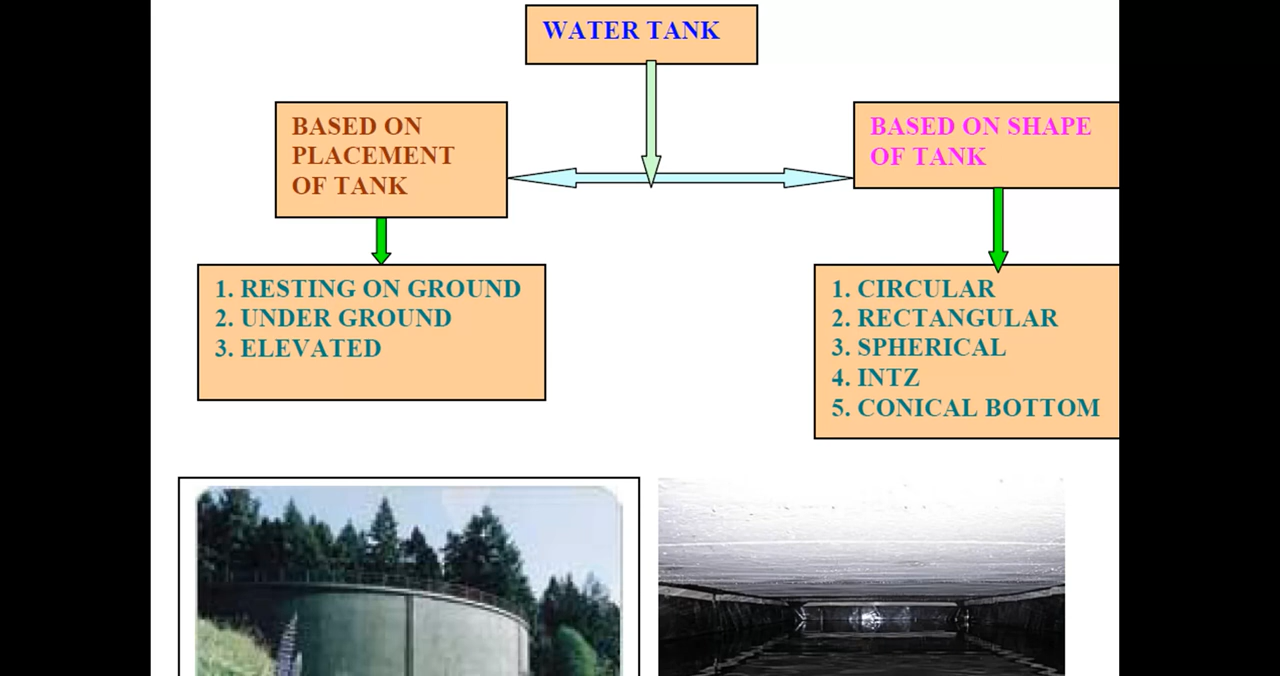 WATER TANK
BASED ON
PLACEMENT
OF TANK
BASED ON SHAPE
OF TANK
1. RESTING ON GROUND
2. UNDER GROUND
3. ELEVATED
1. CIRCULAR
2. RECTANGULAR
3. SPHERICAL
4. INTZ
5. CONICAL BOTTOM